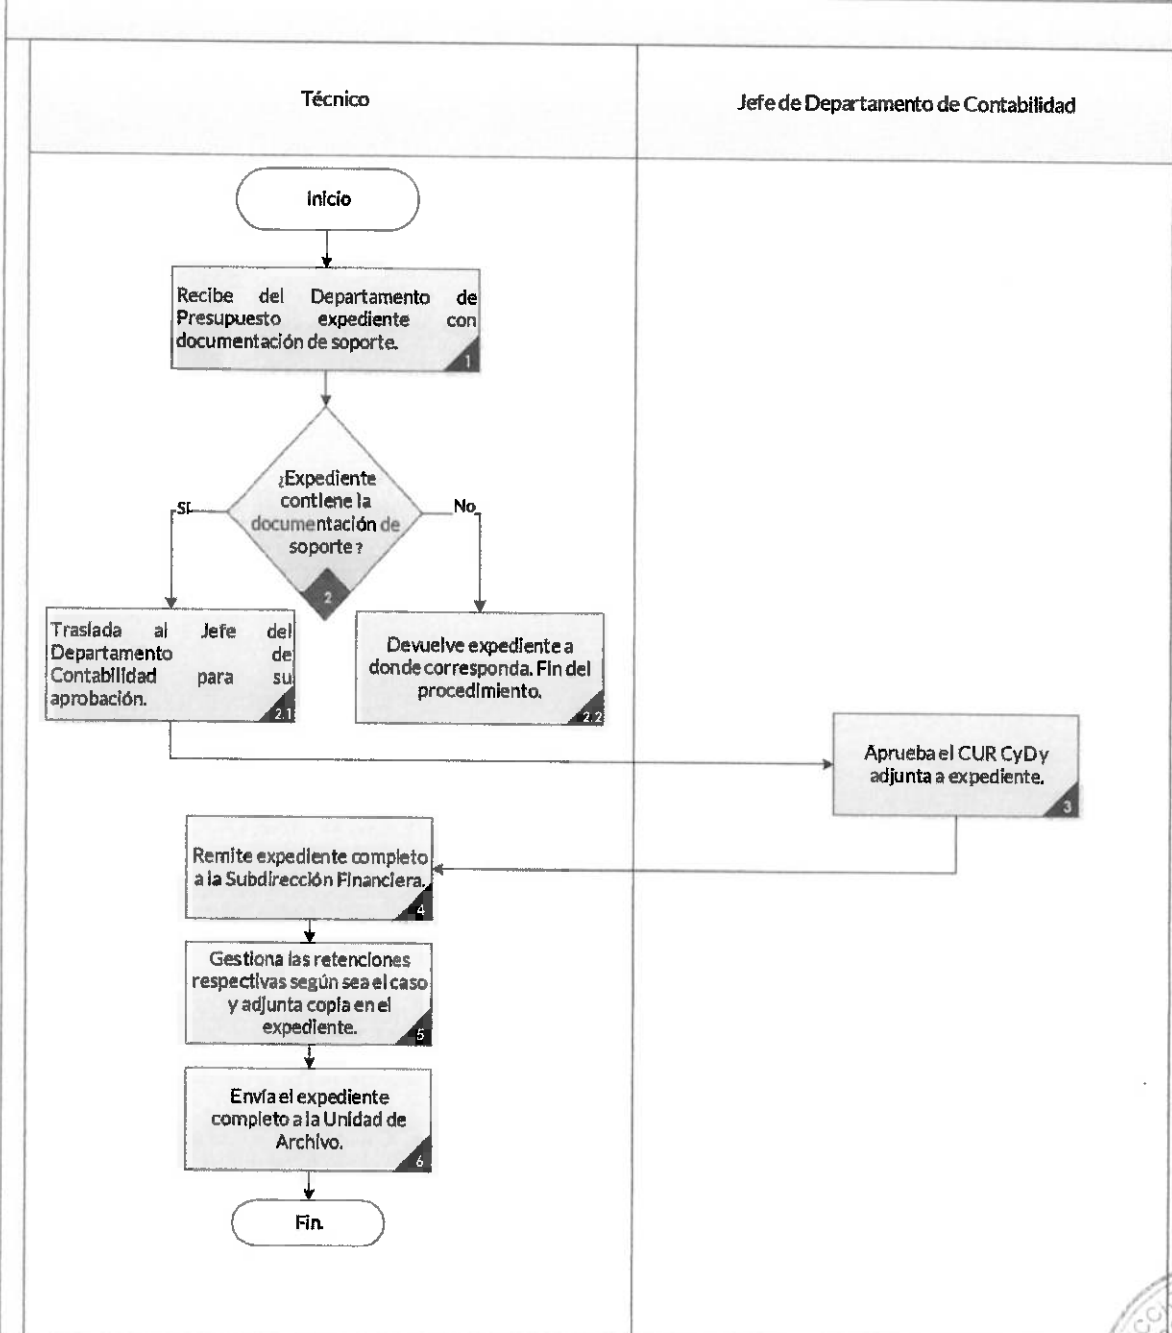 Técnico
Jefe de Departamento de Contabilidad
Inicio
Recibe del Departamento de
Presupuesto expediente con
documentación de soporte.
1
¿Expediente
contiene la
documentación de
soporte?
2
Sí
No
Traslada al Jefe del
Departamento de
Contabilidad para su
aprobación.
2.1
Devuelve expediente a
donde corresponda. Fin del
procedimiento.
2.2
Aprueba el CUR CyD y
adjunta a expediente.
3
Remite expediente completo
a la Subdirección Financiera.
4
Gestiona las retenciones
respectivas según sea el caso
y adjunta copia en el
expediente.
5
Envía el expediente
completo a la Unidad de
Archivo.
6
Fin.